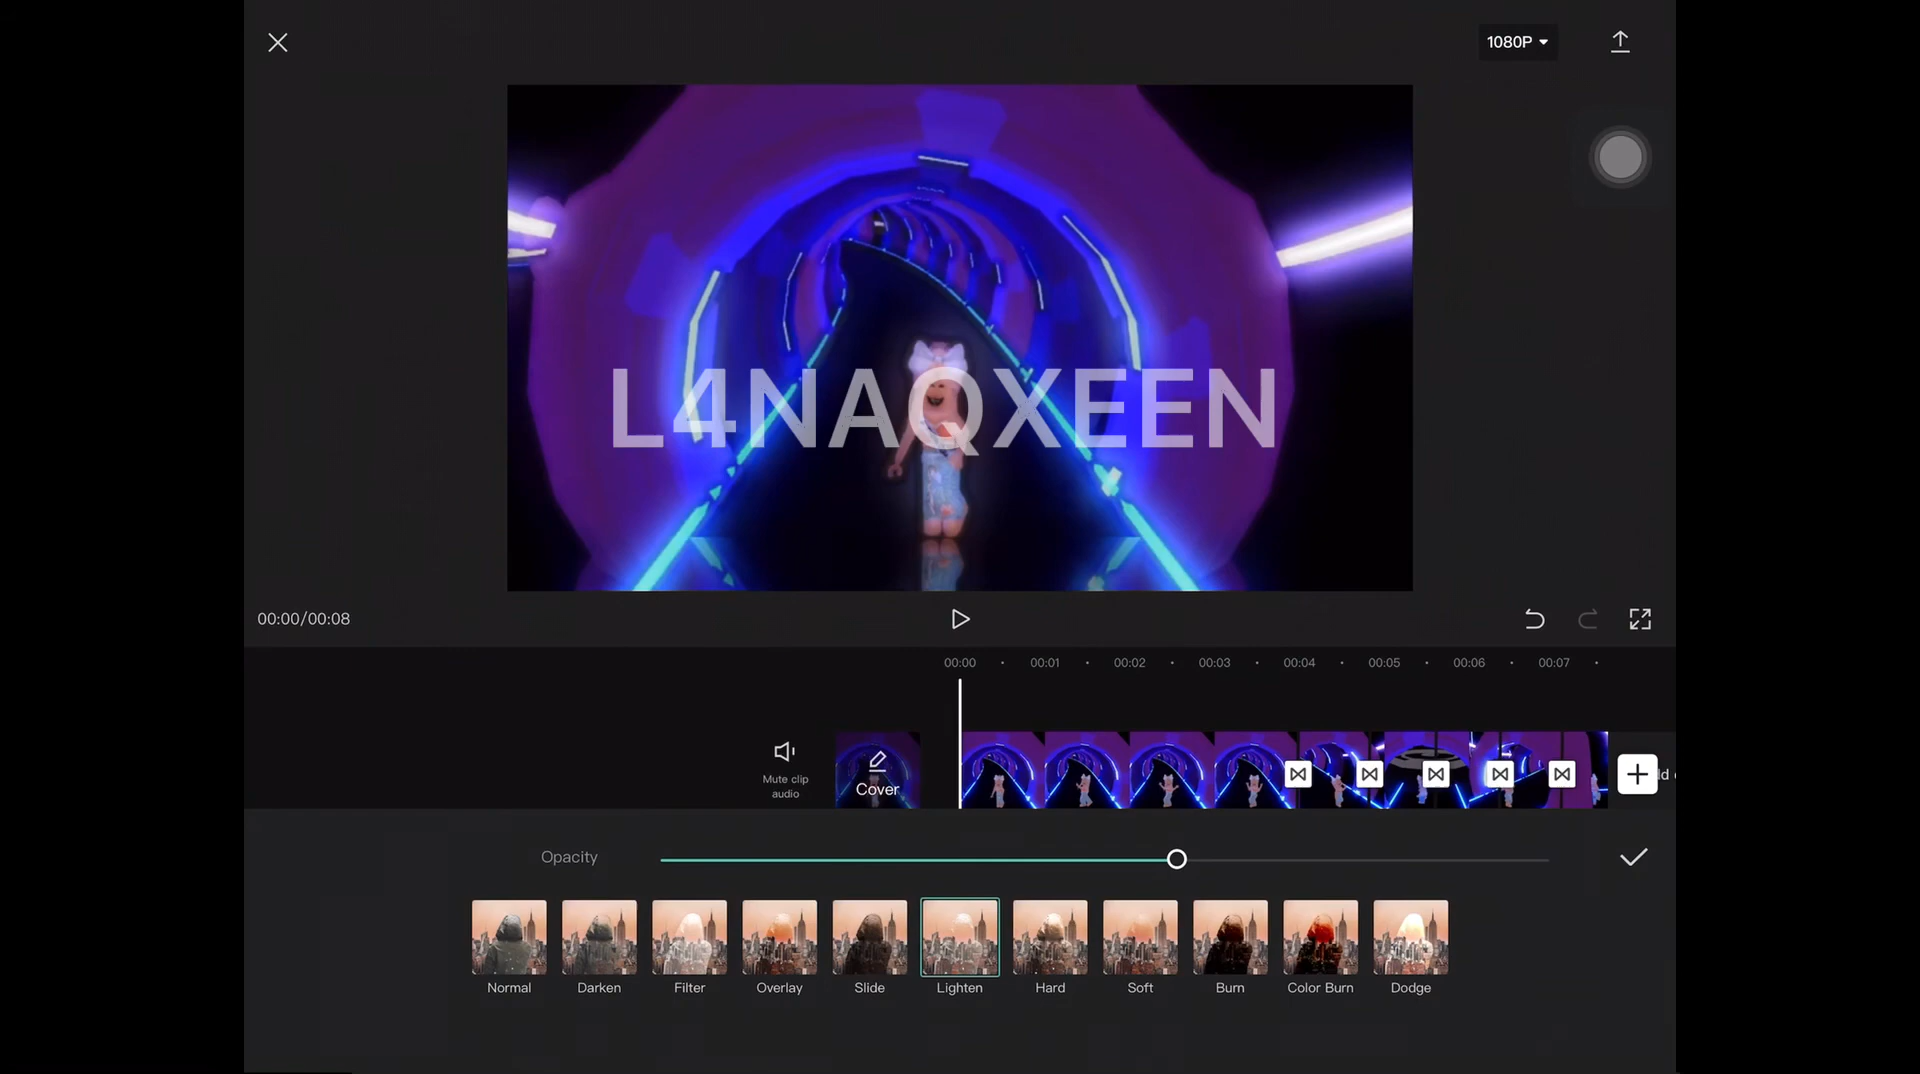 1080P
L4NAQXEEN
00:00/00:08
00:00 00:01 00:02 00:03 00:04 00:05 00:06 00:07
Mute clip
audio
Cover
Opacity
Normal Darken Filter Overlay Slide Lighten Hard Soft Burn Color Burn Dodge